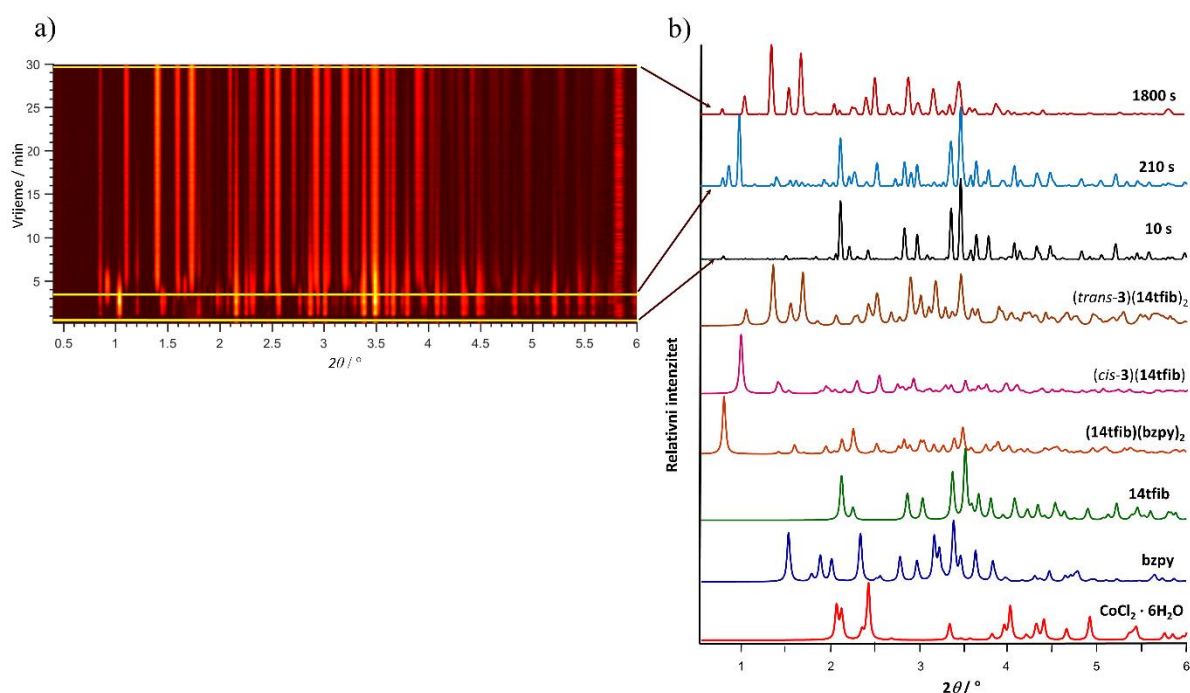 a)
Vrijeme / min
30
25
20
15
10
5
0.5 1 1.5 2 2.5 3 3.5 4 4.5 5 5.5 6
2θ / °
b)
Relativni intenzitet
1800 s
210 s
10 s
(trans-3)(14tfib)₂
(cis-3)(14tfib)
(14tfib)(bzpy)₂
14tfib
bzpy
CoCl₂ · 6H₂O
1 2 3 4 5 6
2θ / °